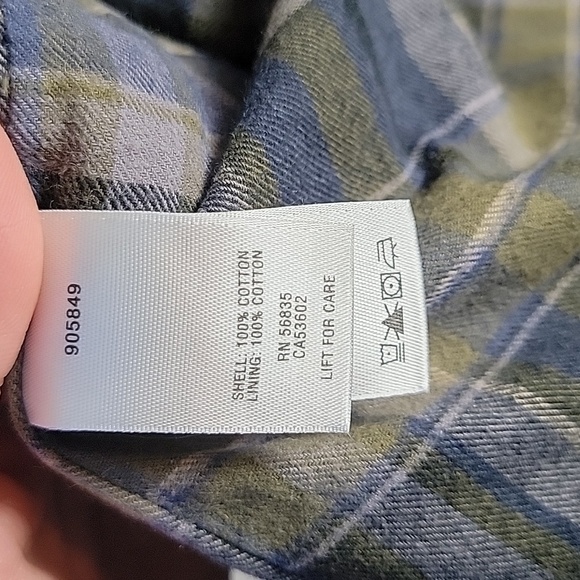 905849
SHELL: 100% COTTON
LINING: 100% COTTON
RN 56835
CA53602
LIFT FOR CARE